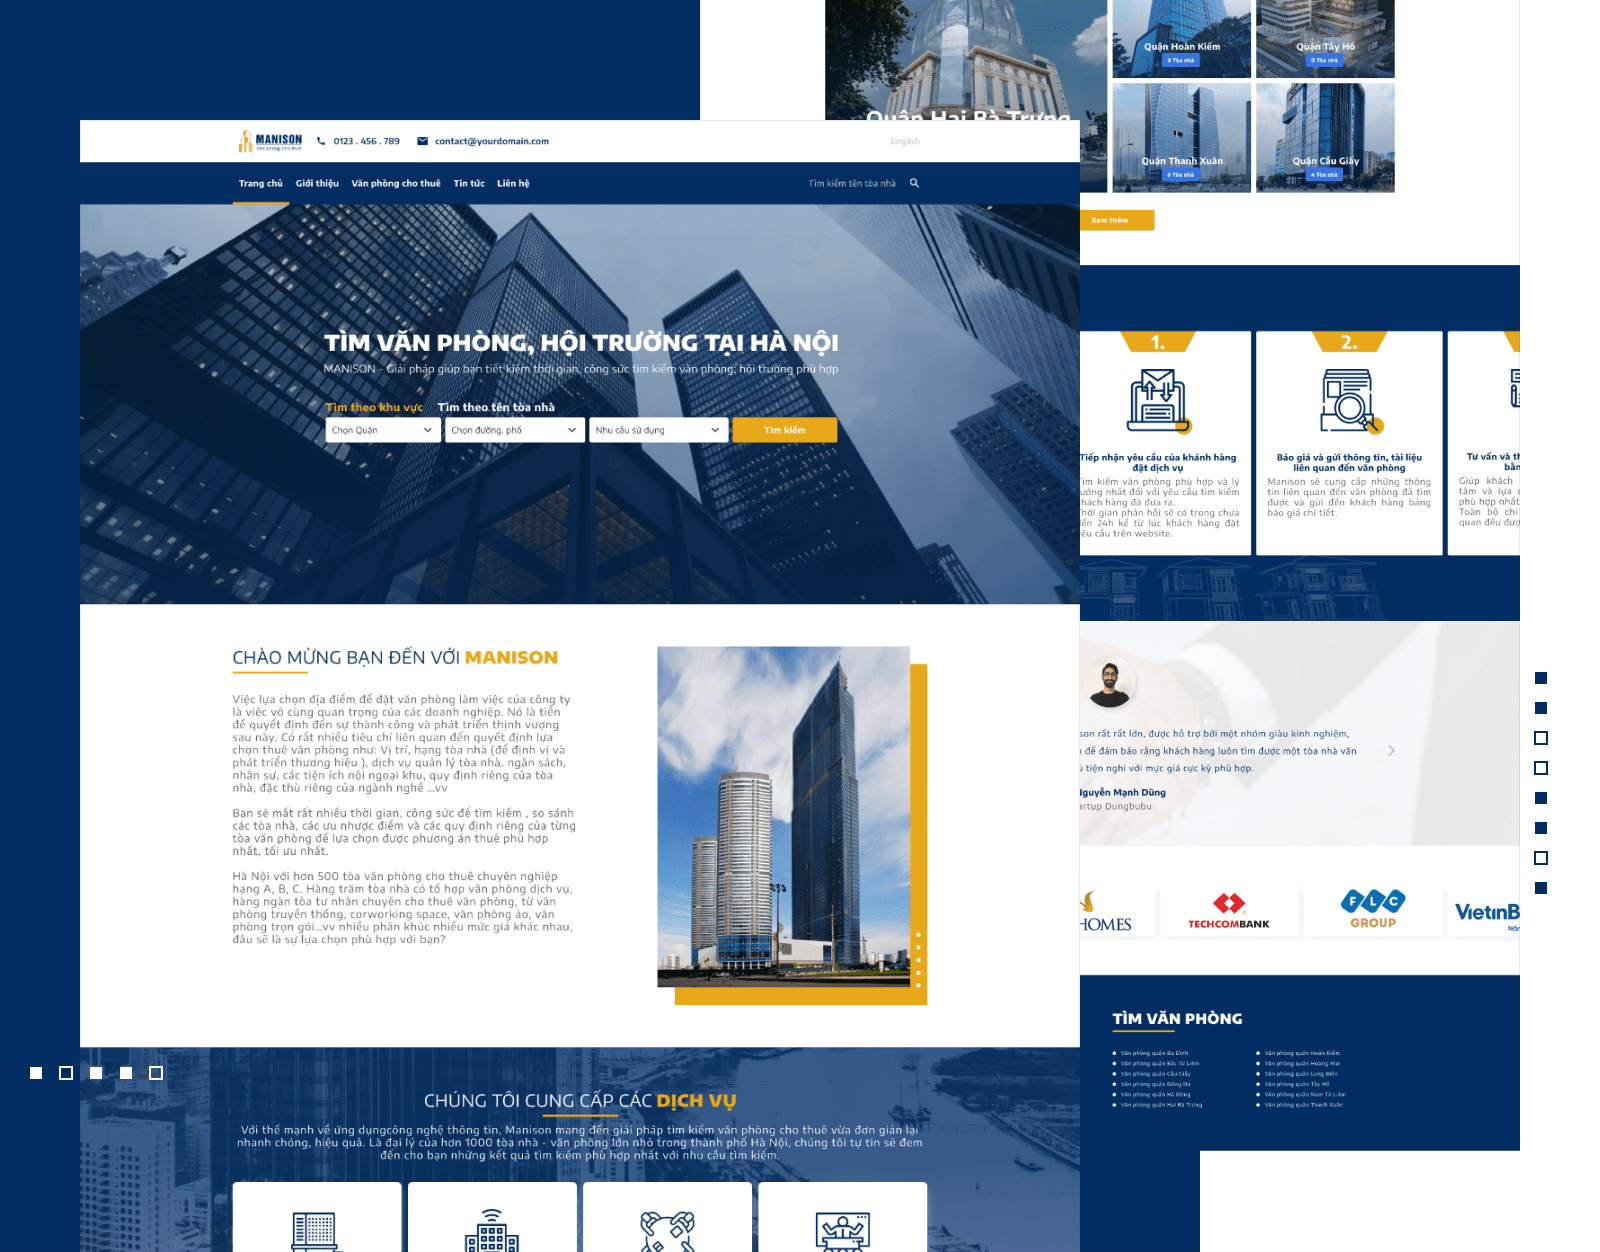 MANISON
Văn phòng cho thuê
0123 . 456 . 789
contact@yourdomain.com
English
Trang chủ
Giới thiệu
Văn phòng cho thuê
Tin tức
Liên hệ
Tìm kiếm tên tòa nhà
TÌM VĂN PHÒNG, HỘI TRƯỜNG TẠI HÀ NỘI
MANISON - Giải pháp giúp bạn tiết kiệm thời gian, công sức tìm kiếm văn phòng, hội trường phù hợp
Tìm theo khu vực
Tìm theo tên tòa nhà
Chọn Quận
Chọn đường, phố
Nhu cầu sử dụng
Tìm kiếm
CHÀO MỪNG BẠN ĐẾN VỚI MANISON
Việc lựa chọn địa điểm để đặt văn phòng làm việc của công ty
là việc vô cùng quan trọng của các doanh nghiệp. Nó là tiền
đề quyết định đến sự thành công và phát triển thịnh vượng
sau này. Có rất nhiều tiêu chí liên quan đến quyết định lựa
chọn thuê văn phòng như: Vị trí, hạng tòa nhà (để định vị và
phát triển thương hiệu ), dịch vụ quản lý tòa nhà, ngân sách,
nhân sự, các tiện ích nội ngoại khu, quy định riêng của tòa
nhà, đặc thù riêng của ngành nghề ...vv
Bạn sẽ mất rất nhiều thời gian, công sức để tìm kiếm , so sánh
các tòa nhà, các ưu nhược điểm và các quy định riêng của từng
tòa văn phòng để lựa chọn được phương án thuê phù hợp
nhất, tối ưu nhất.
Hà Nội với hơn 500 tòa văn phòng cho thuê chuyên nghiệp
hạng A, B, C. Hàng trăm tòa nhà có tổ hợp văn phòng dịch vụ,
hàng ngàn tòa tư nhân chuyên cho thuê văn phòng, từ văn
phòng truyền thống, corworking space, văn phòng ảo, văn
phòng trọn gói...vv nhiều phân khúc nhiều mức giá khác nhau,
đâu sẽ là sự lựa chọn phù hợp với bạn?
CHÚNG TÔI CUNG CẤP CÁC DỊCH VỤ
Với thế mạnh về ứng dụngcông nghệ thông tin, Manison mang đến giải pháp tìm kiếm văn phòng cho thuê vừa đơn giản lại
nhanh chóng, hiệu quả. Là đại lý của hơn 1000 tòa nhà - văn phòng lớn nhỏ trong thành phố Hà Nội, chúng tôi tự tin sẽ đem
đến cho bạn những kết quả tìm kiếm phù hợp nhất với nhu cầu tìm kiếm.
Quận Hai Bà Trưng
Quận Hoàn Kiếm
8 Tòa nhà
Quận Tây Hồ
8 Tòa nhà
Quận Thanh Xuân
6 Tòa nhà
Quận Cầu Giấy
4 Tòa nhà
Xem thêm
1.
Tiếp nhận yêu cầu của khánh hàng
đặt dịch vụ
Tìm kiếm văn phòng phù hợp và lý
tưởng nhất đối với yêu cầu tìm kiếm
khách hàng đã đưa ra.
Thời gian phản hồi sẽ có trong chưa
đến 24h kể từ lúc khách hàng đặt
yêu cầu trên website.
2.
Báo giá và gửi thông tin, tài liệu
liên quan đến văn phòng
Manison sẽ cung cấp những thông
tin liên quan đến văn phòng đã tìm
được và gửi đến khách hàng bảng
báo giá chi tiết.
Tư vấn và th
bằn
Giúp khách
tâm và lựa c
phù hợp nhất
Toàn bộ chi
quan đều đượ
son rất rất lớn, được hỗ trợ bởi một nhóm giàu kinh nghiệm,
để đảm bảo rằng khách hàng luôn tìm được một tòa nhà văn
tiện nghi với mực giá cực kỳ phù hợp.
Nguyễn Mạnh Dũng
artup Dungbubu
HOMES
TECHCOMBANK
FLC
GROUP
VietinB
Nân
TÌM VĂN PHÒNG
Văn phòng quận Ba Đình
Văn phòng quận Bắc Từ Liêm
Văn phòng quận Cầu Giấy
Văn phòng quận Đống Đa
Văn phòng quận Hà Đông
Văn phòng quận Hai Bà Trưng
Văn phòng quận Hoàn Kiếm
Văn phòng quận Hoàng Mai
Văn phòng quận Long Biên
Văn phòng quận Tây Hồ
Văn phòng quận Nam Từ Liêm
Văn phòng quận Thanh Xuân